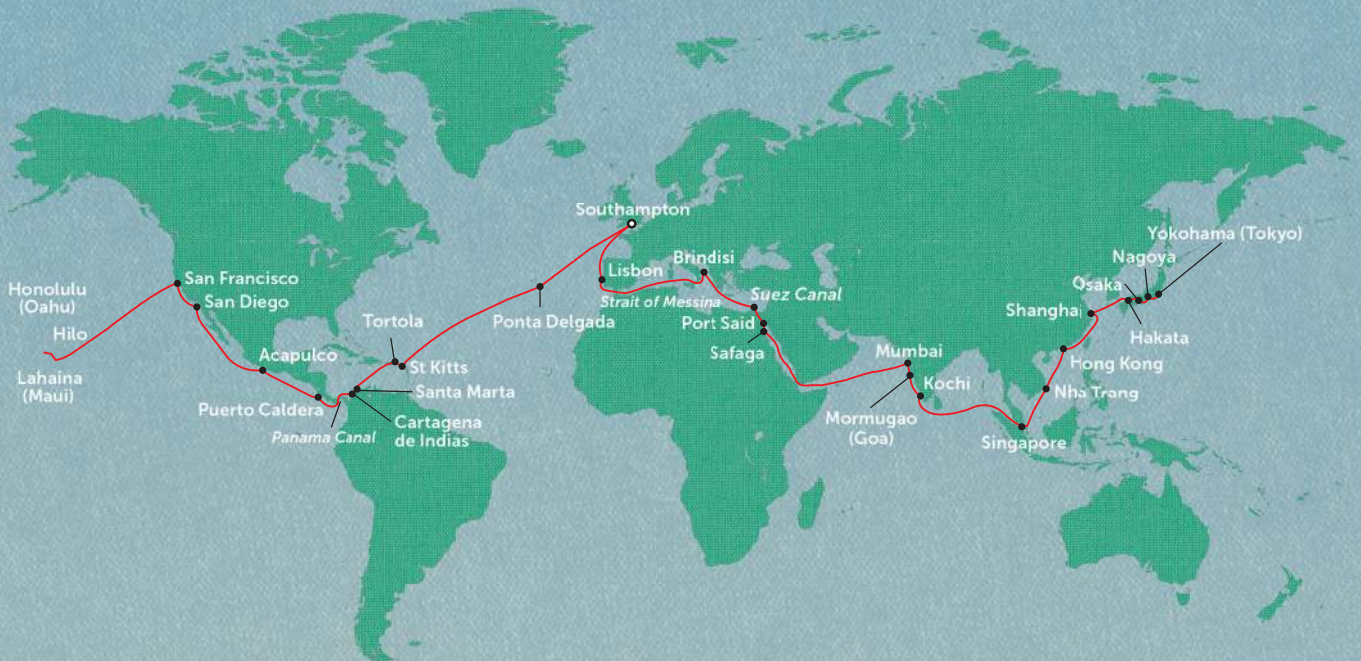 Southampton
Yokohama (Tokyo)
Brindisi
Nagoya
San Francisco
Lisbon
Honolulu
(Oahu)
San Diego
Strait of Messina
Suez Canal
Osaka
Shanghai
Tortola
Ponta Delgada
Port Said
Hilo
Hakata
Safaga
Mumbai
Acapulco
Hong Kong
St Kitts
Lahaina
(Maui)
Kochi
Santa Marta
Nha Trang
Puerto Caldera
Mormugao
(Goa)
Cartagena
de Indias
Panama Canal
Singapore